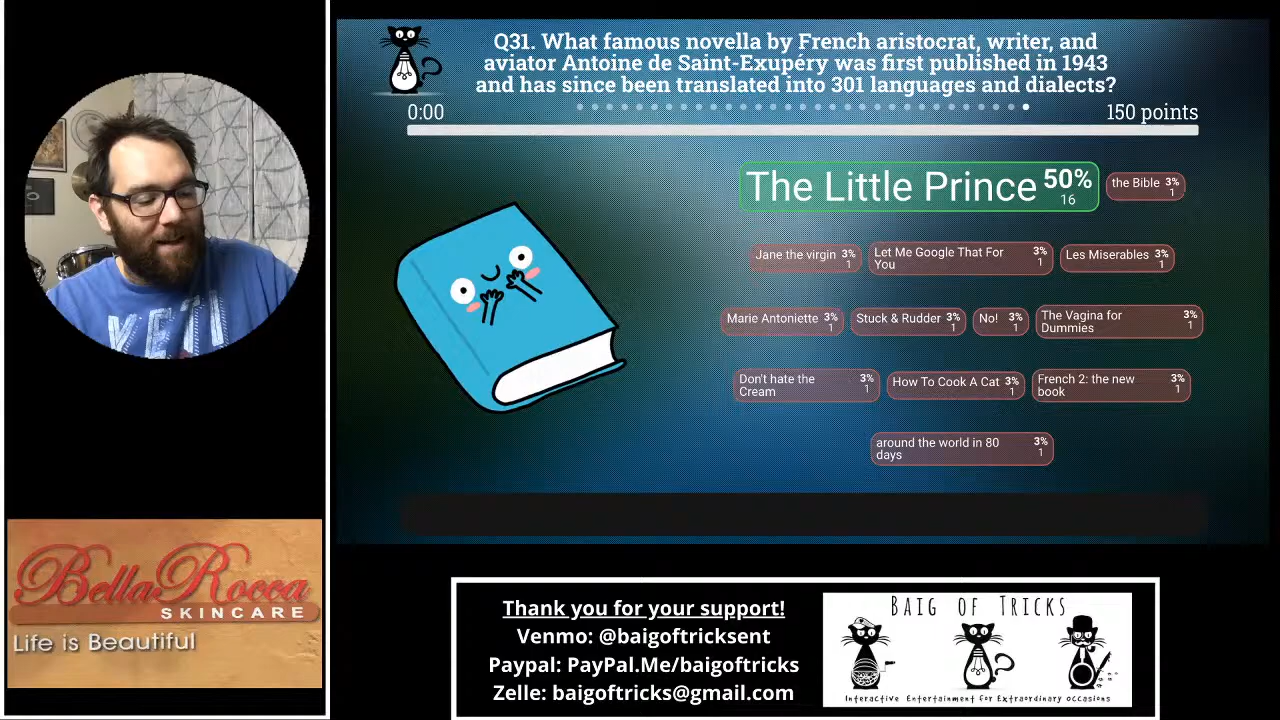 Q31. What famous novella by French aristocrat, writer, and
aviator Antoine de Saint-Exupéry was first published in 1943
and has since been translated into 301 languages and dialects?
0:00
150 points
The Little Prince 50%
16
the Bible 3%
1
Jane the virgin 3%
1
Let Me Google That For
You
3%
1
Les Miserables 3%
1
Marie Antoniette 3%
1
Stuck & Rudder 3%
1
No! 3%
1
The Vagina for
Dummies
3%
1
Don't hate the
Cream
3%
1
How To Cook A Cat 3%
1
French 2: the new
book
3%
1
around the world in 80
days
3%
1
YETI
BellaRocca
SKINCARE
Life is Beautiful
Thank you for your support!
Venmo: @baigoftricksent
Paypal: PayPal.Me/baigoftricks
Zelle: baigoftricks@gmail.com
BAIG OF TRICKS
Interactive Entertainment for Extraordinary occasions